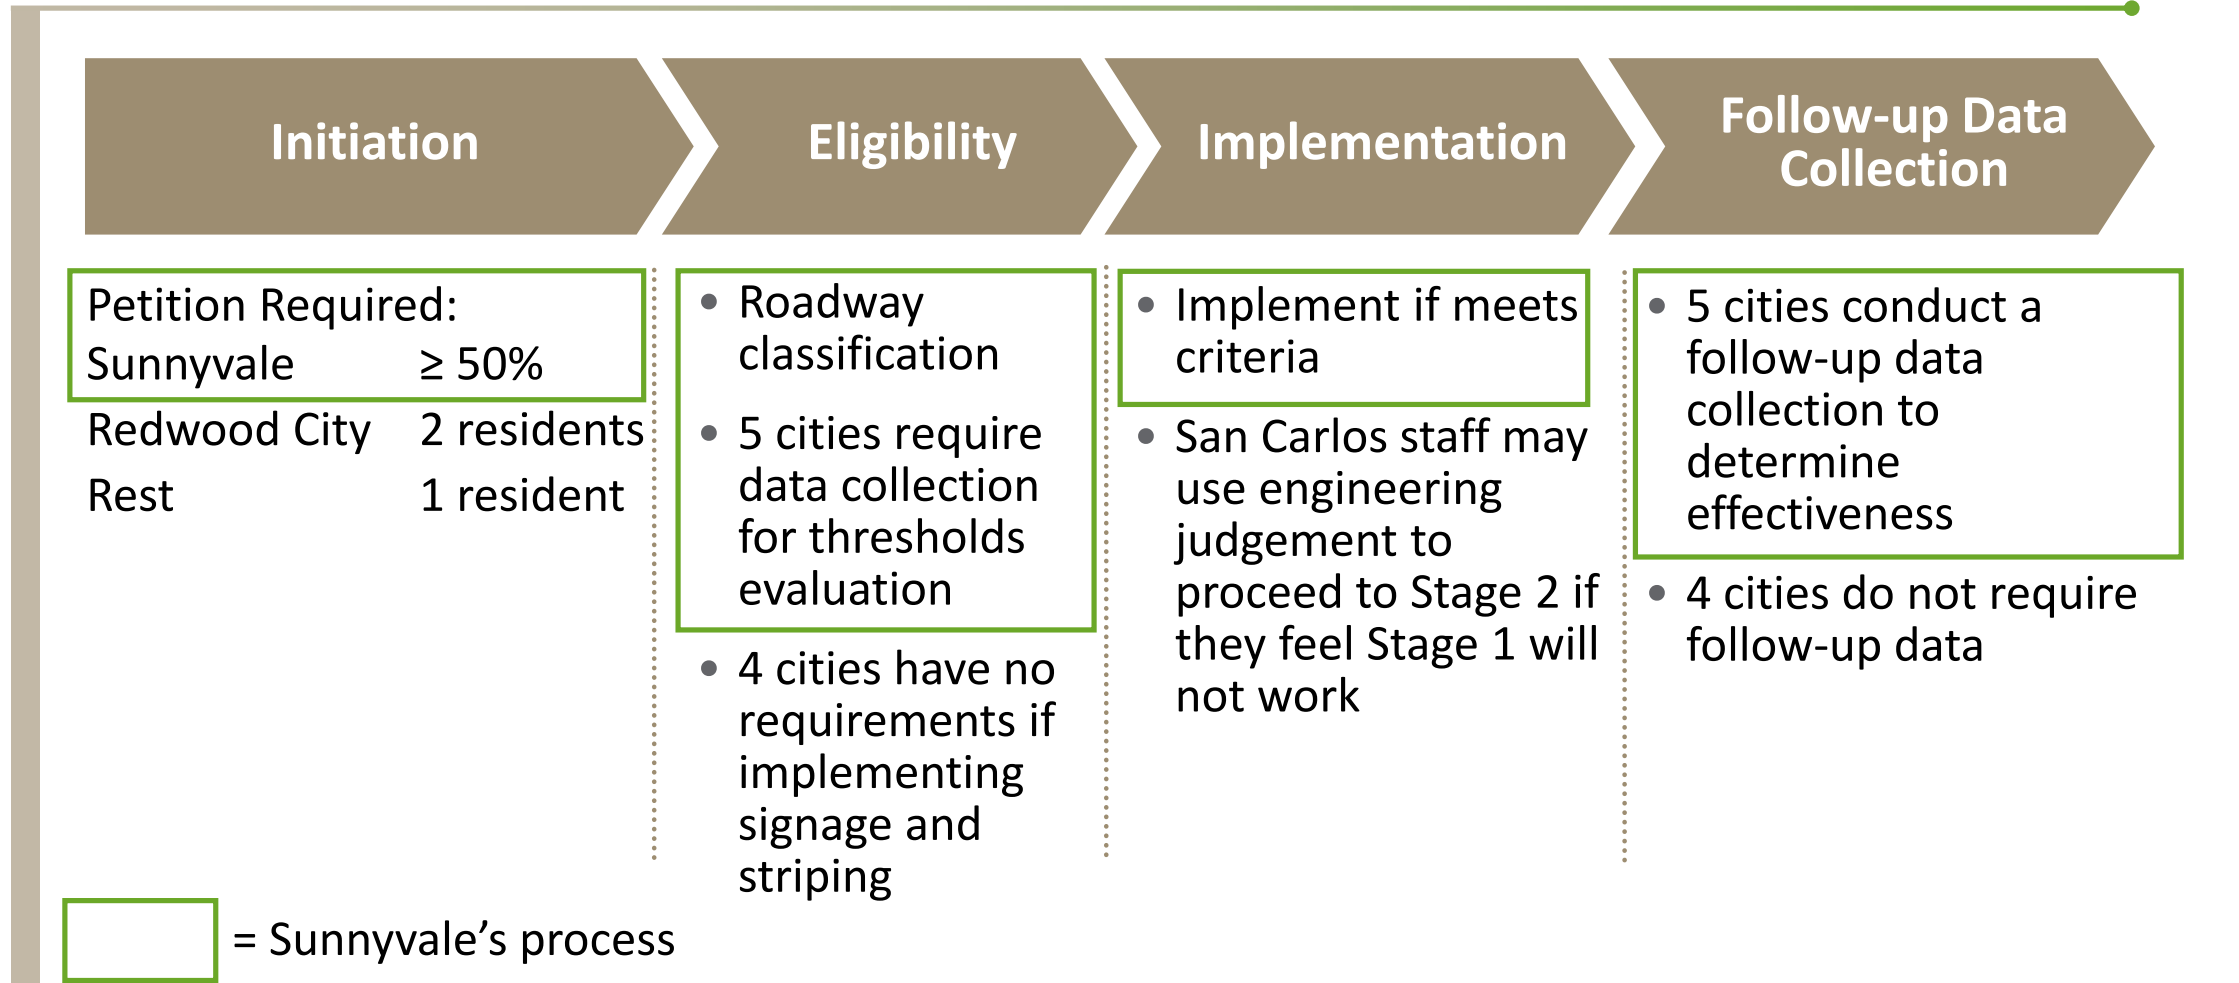 Initiation
Eligibility
Implementation
Follow-up Data
Collection
Petition Required:
Sunnyvale ≥ 50%
Redwood City 2 residents
Rest 1 resident
• Roadway
classification
• 5 cities require
data collection
for thresholds
evaluation
• 4 cities have no
requirements if
implementing
signage and
striping
• Implement if meets
criteria
• San Carlos staff may
use engineering
judgement to
proceed to Stage 2 if
they feel Stage 1 will
not work
• 5 cities conduct a
follow-up data
collection to
determine
effectiveness
• 4 cities do not require
follow-up data
= Sunnyvale’s process